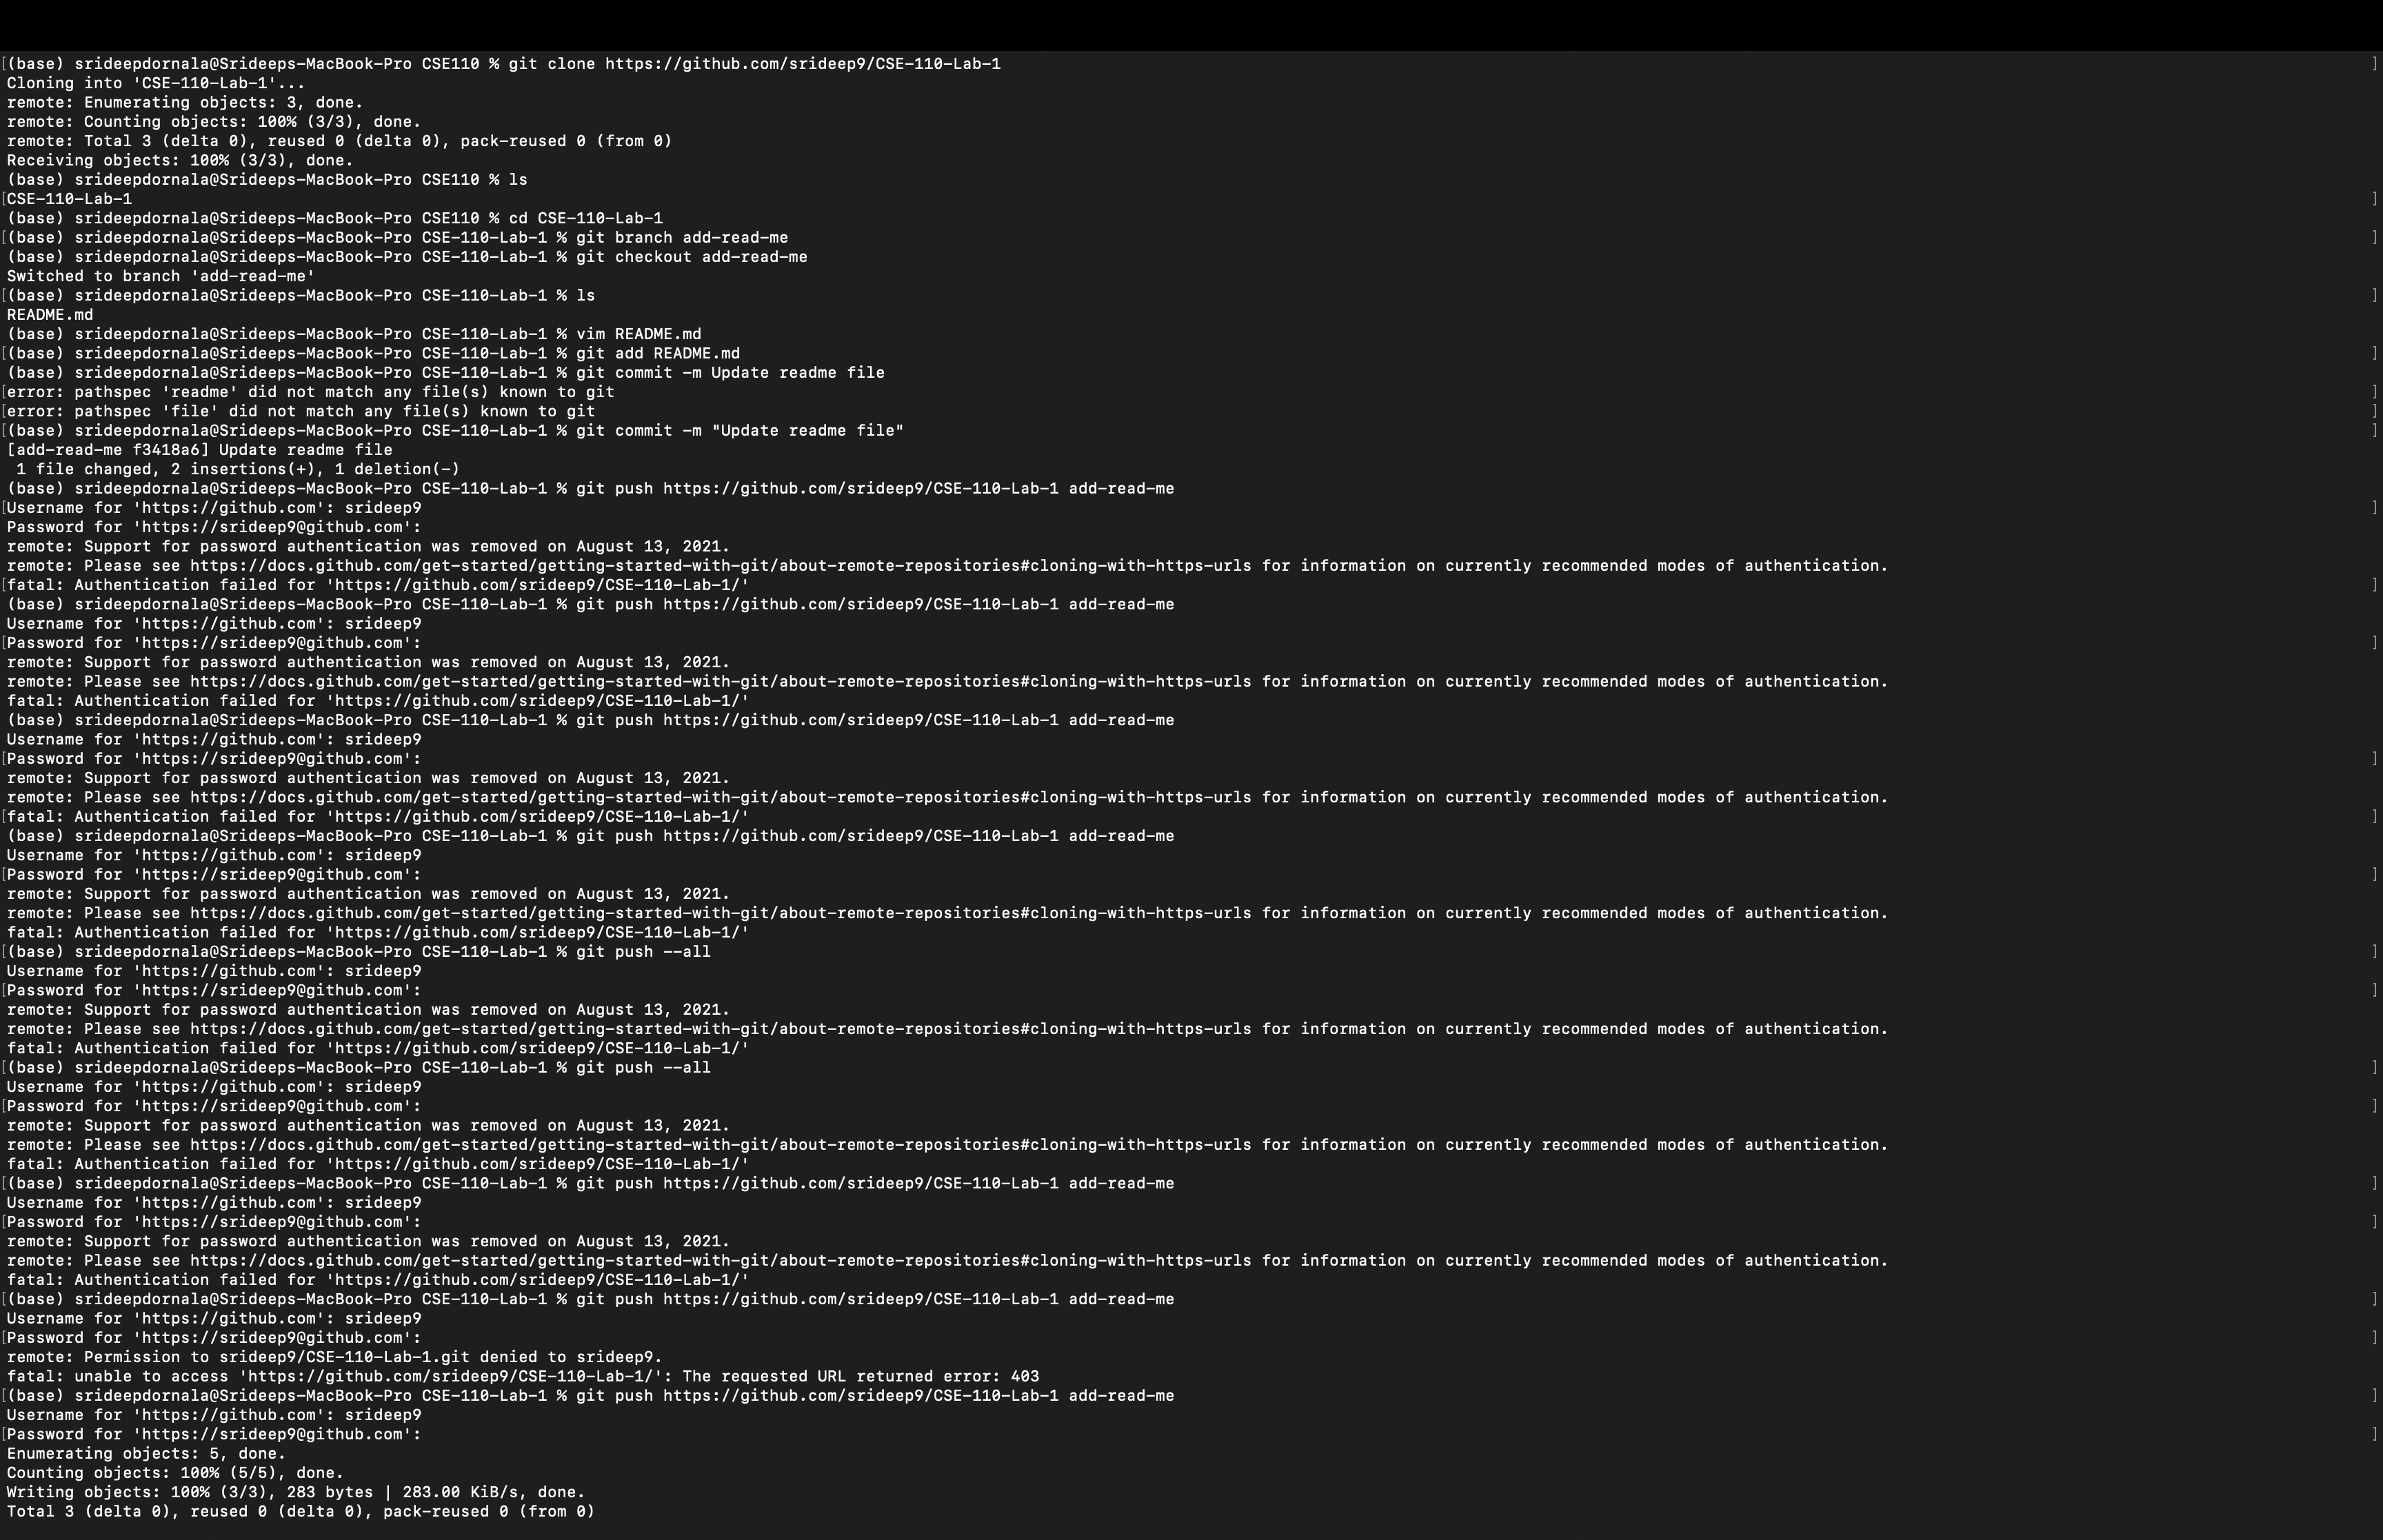 [(base) srideepdornala@Srideeps-MacBook-Pro CSE110 % git clone https://github.com/srideep9/CSE-110-Lab-1 ]
Cloning into 'CSE-110-Lab-1'...
remote: Enumerating objects: 3, done.
remote: Counting objects: 100% (3/3), done.
remote: Total 3 (delta 0), reused 0 (delta 0), pack-reused 0 (from 0)
Receiving objects: 100% (3/3), done.
(base) srideepdornala@Srideeps-MacBook-Pro CSE110 % ls
[CSE-110-Lab-1 ]
(base) srideepdornala@Srideeps-MacBook-Pro CSE110 % cd CSE-110-Lab-1
[(base) srideepdornala@Srideeps-MacBook-Pro CSE-110-Lab-1 % git branch add-read-me ]
(base) srideepdornala@Srideeps-MacBook-Pro CSE-110-Lab-1 % git checkout add-read-me
Switched to branch 'add-read-me'
[(base) srideepdornala@Srideeps-MacBook-Pro CSE-110-Lab-1 % ls ]
README.md
(base) srideepdornala@Srideeps-MacBook-Pro CSE-110-Lab-1 % vim README.md
[(base) srideepdornala@Srideeps-MacBook-Pro CSE-110-Lab-1 % git add README.md ]
(base) srideepdornala@Srideeps-MacBook-Pro CSE-110-Lab-1 % git commit -m Update readme file
[error: pathspec 'readme' did not match any file(s) known to git ]
[error: pathspec 'file' did not match any file(s) known to git ]
[(base) srideepdornala@Srideeps-MacBook-Pro CSE-110-Lab-1 % git commit -m "Update readme file" ]
[add-read-me f3418a6] Update readme file
1 file changed, 2 insertions(+), 1 deletion(-)
(base) srideepdornala@Srideeps-MacBook-Pro CSE-110-Lab-1 % git push https://github.com/srideep9/CSE-110-Lab-1 add-read-me
[Username for 'https://github.com': srideep9 ]
Password for 'https://srideep9@github.com':
remote: Support for password authentication was removed on August 13, 2021.
remote: Please see https://docs.github.com/get-started/getting-started-with-git/about-remote-repositories#cloning-with-https-urls for information on currently recommended modes of authentication.
[fatal: Authentication failed for 'https://github.com/srideep9/CSE-110-Lab-1/' ]
(base) srideepdornala@Srideeps-MacBook-Pro CSE-110-Lab-1 % git push https://github.com/srideep9/CSE-110-Lab-1 add-read-me
Username for 'https://github.com': srideep9
[Password for 'https://srideep9@github.com': ]
remote: Support for password authentication was removed on August 13, 2021.
remote: Please see https://docs.github.com/get-started/getting-started-with-git/about-remote-repositories#cloning-with-https-urls for information on currently recommended modes of authentication.
fatal: Authentication failed for 'https://github.com/srideep9/CSE-110-Lab-1/'
(base) srideepdornala@Srideeps-MacBook-Pro CSE-110-Lab-1 % git push https://github.com/srideep9/CSE-110-Lab-1 add-read-me
Username for 'https://github.com': srideep9
[Password for 'https://srideep9@github.com': ]
remote: Support for password authentication was removed on August 13, 2021.
remote: Please see https://docs.github.com/get-started/getting-started-with-git/about-remote-repositories#cloning-with-https-urls for information on currently recommended modes of authentication.
[fatal: Authentication failed for 'https://github.com/srideep9/CSE-110-Lab-1/' ]
(base) srideepdornala@Srideeps-MacBook-Pro CSE-110-Lab-1 % git push https://github.com/srideep9/CSE-110-Lab-1 add-read-me
Username for 'https://github.com': srideep9
[Password for 'https://srideep9@github.com': ]
remote: Support for password authentication was removed on August 13, 2021.
remote: Please see https://docs.github.com/get-started/getting-started-with-git/about-remote-repositories#cloning-with-https-urls for information on currently recommended modes of authentication.
fatal: Authentication failed for 'https://github.com/srideep9/CSE-110-Lab-1/'
[(base) srideepdornala@Srideeps-MacBook-Pro CSE-110-Lab-1 % git push --all ]
Username for 'https://github.com': srideep9
[Password for 'https://srideep9@github.com': ]
remote: Support for password authentication was removed on August 13, 2021.
remote: Please see https://docs.github.com/get-started/getting-started-with-git/about-remote-repositories#cloning-with-https-urls for information on currently recommended modes of authentication.
fatal: Authentication failed for 'https://github.com/srideep9/CSE-110-Lab-1/'
[(base) srideepdornala@Srideeps-MacBook-Pro CSE-110-Lab-1 % git push --all ]
Username for 'https://github.com': srideep9
[Password for 'https://srideep9@github.com': ]
remote: Support for password authentication was removed on August 13, 2021.
remote: Please see https://docs.github.com/get-started/getting-started-with-git/about-remote-repositories#cloning-with-https-urls for information on currently recommended modes of authentication.
fatal: Authentication failed for 'https://github.com/srideep9/CSE-110-Lab-1/'
[(base) srideepdornala@Srideeps-MacBook-Pro CSE-110-Lab-1 % git push https://github.com/srideep9/CSE-110-Lab-1 add-read-me ]
Username for 'https://github.com': srideep9
[Password for 'https://srideep9@github.com': ]
remote: Support for password authentication was removed on August 13, 2021.
remote: Please see https://docs.github.com/get-started/getting-started-with-git/about-remote-repositories#cloning-with-https-urls for information on currently recommended modes of authentication.
fatal: Authentication failed for 'https://github.com/srideep9/CSE-110-Lab-1/'
[(base) srideepdornala@Srideeps-MacBook-Pro CSE-110-Lab-1 % git push https://github.com/srideep9/CSE-110-Lab-1 add-read-me ]
Username for 'https://github.com': srideep9
[Password for 'https://srideep9@github.com': ]
remote: Permission to srideep9/CSE-110-Lab-1.git denied to srideep9.
fatal: unable to access 'https://github.com/srideep9/CSE-110-Lab-1/': The requested URL returned error: 403
[(base) srideepdornala@Srideeps-MacBook-Pro CSE-110-Lab-1 % git push https://github.com/srideep9/CSE-110-Lab-1 add-read-me ]
Username for 'https://github.com': srideep9
[Password for 'https://srideep9@github.com': ]
Enumerating objects: 5, done.
Counting objects: 100% (5/5), done.
Writing objects: 100% (3/3), 283 bytes | 283.00 KiB/s, done.
Total 3 (delta 0), reused 0 (delta 0), pack-reused 0 (from 0)